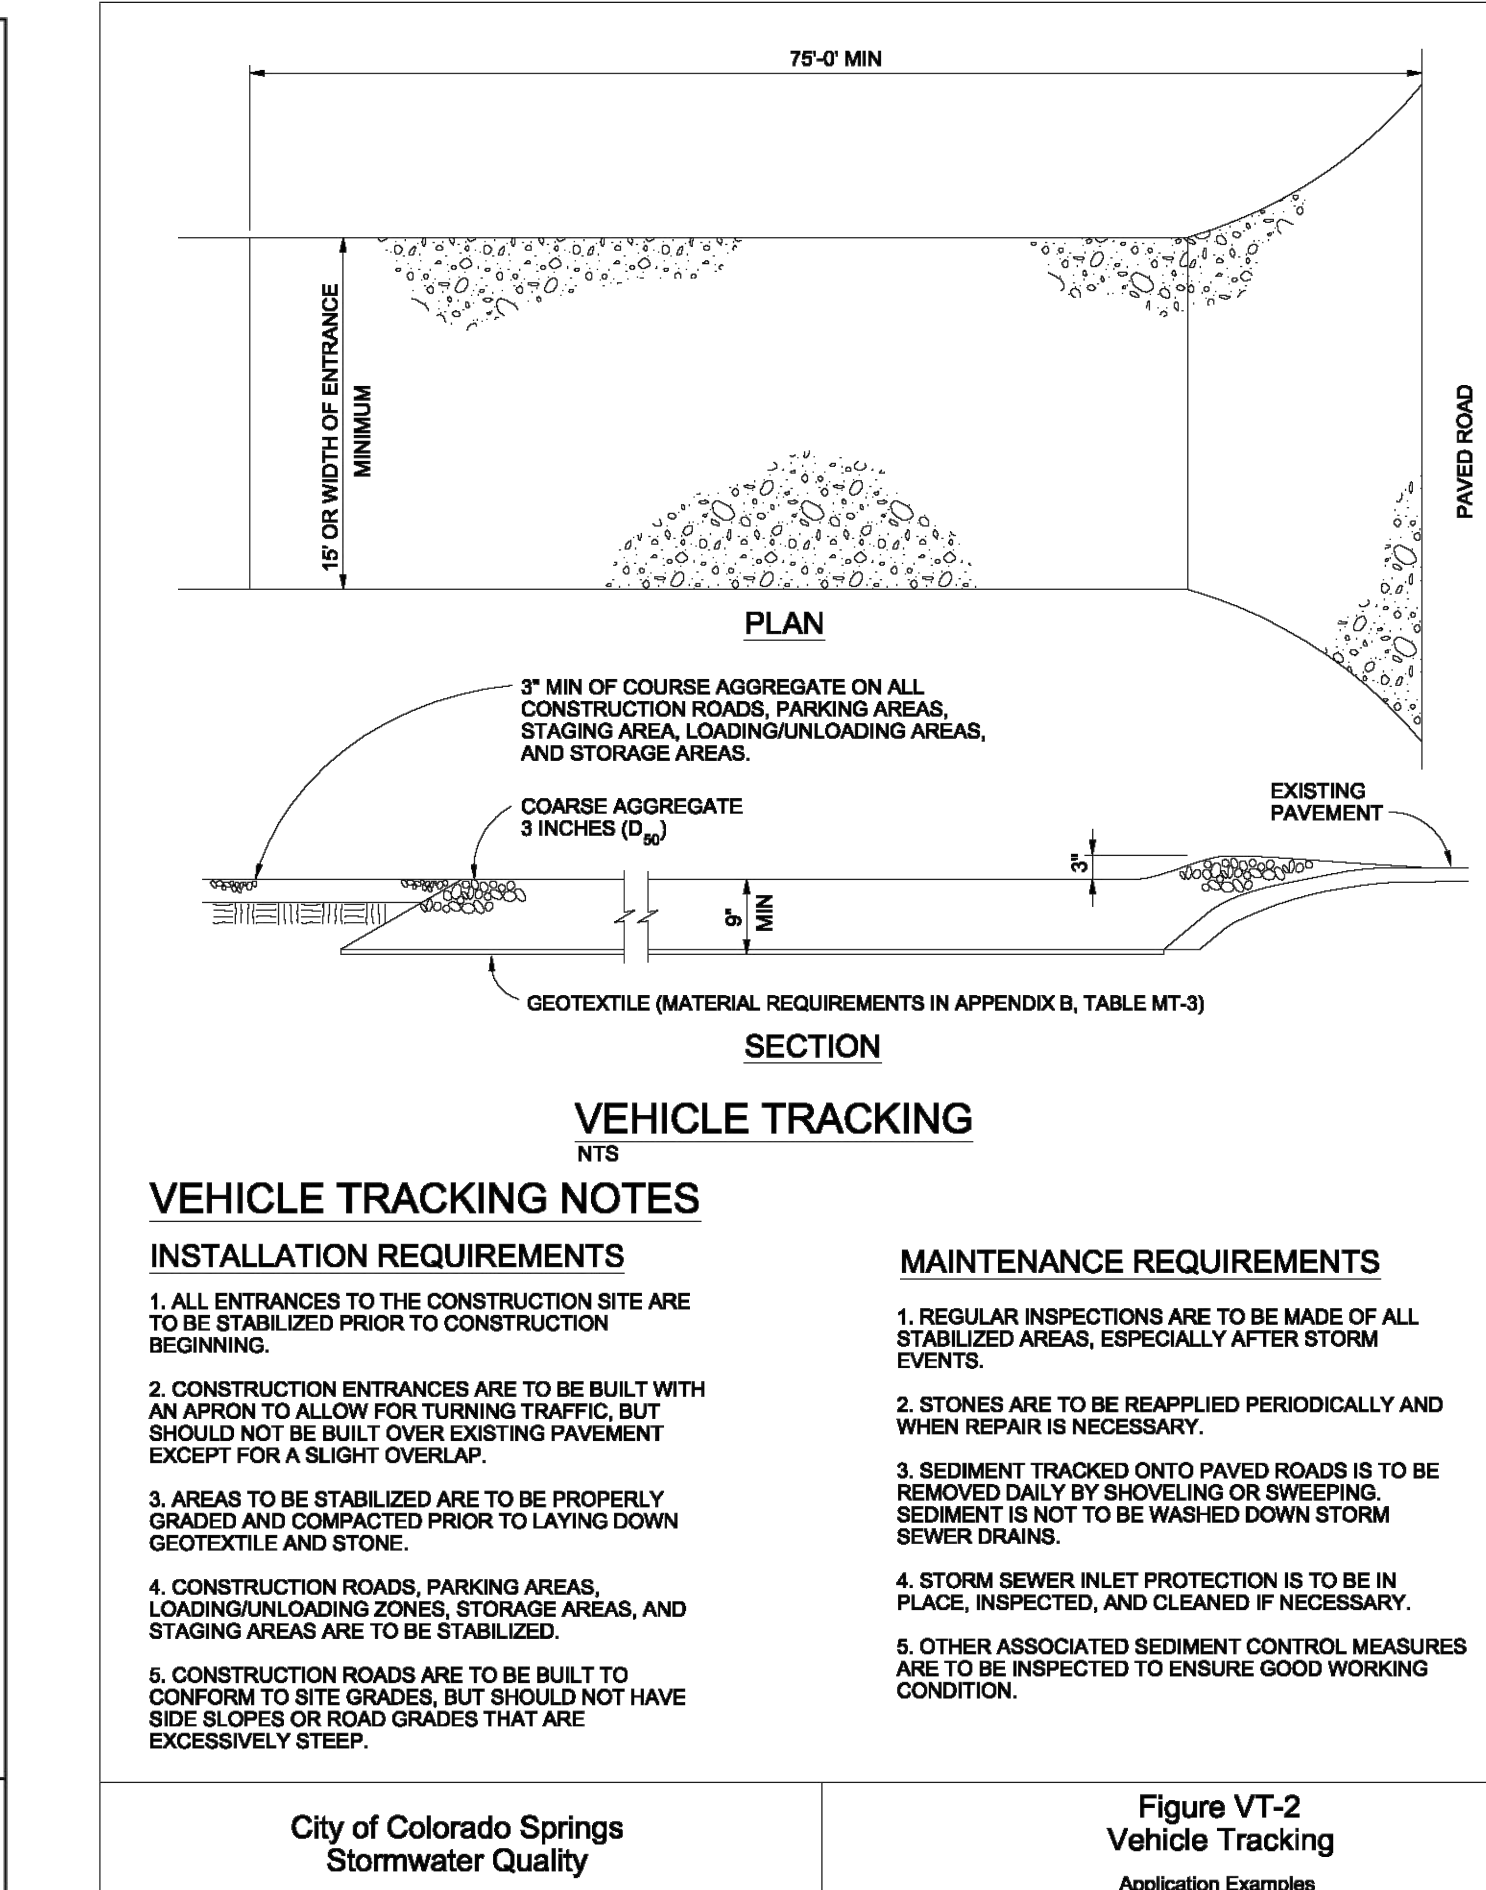 75'-0' MIN
15' OR WIDTH OF ENTRANCE
MINIMUM
PAVED ROAD
PLAN
3" MIN OF COURSE AGGREGATE ON ALL
CONSTRUCTION ROADS, PARKING AREAS,
STAGING AREA, LOADING/UNLOADING AREAS,
AND STORAGE AREAS.
COARSE AGGREGATE
3 INCHES (D50)
EXISTING
PAVEMENT
3"
9"
MIN
GEOTEXTILE (MATERIAL REQUIREMENTS IN APPENDIX B, TABLE MT-3)
SECTION
VEHICLE TRACKING
NTS
VEHICLE TRACKING NOTES
INSTALLATION REQUIREMENTS
1. ALL ENTRANCES TO THE CONSTRUCTION SITE ARE
TO BE STABILIZED PRIOR TO CONSTRUCTION
BEGINNING.
2. CONSTRUCTION ENTRANCES ARE TO BE BUILT WITH
AN APRON TO ALLOW FOR TURNING TRAFFIC, BUT
SHOULD NOT BE BUILT OVER EXISTING PAVEMENT
EXCEPT FOR A SLIGHT OVERLAP.
3. AREAS TO BE STABILIZED ARE TO BE PROPERLY
GRADED AND COMPACTED PRIOR TO LAYING DOWN
GEOTEXTILE AND STONE.
4. CONSTRUCTION ROADS, PARKING AREAS,
LOADING/UNLOADING ZONES, STORAGE AREAS, AND
STAGING AREAS ARE TO BE STABILIZED.
5. CONSTRUCTION ROADS ARE TO BE BUILT TO
CONFORM TO SITE GRADES, BUT SHOULD NOT HAVE
SIDE SLOPES OR ROAD GRADES THAT ARE
EXCESSIVELY STEEP.
MAINTENANCE REQUIREMENTS
1. REGULAR INSPECTIONS ARE TO BE MADE OF ALL
STABILIZED AREAS, ESPECIALLY AFTER STORM
EVENTS.
2. STONES ARE TO BE REAPPLIED PERIODICALLY AND
WHEN REPAIR IS NECESSARY.
3. SEDIMENT TRACKED ONTO PAVED ROADS IS TO BE
REMOVED DAILY BY SHOVELING OR SWEEPING.
SEDIMENT IS NOT TO BE WASHED DOWN STORM
SEWER DRAINS.
4. STORM SEWER INLET PROTECTION IS TO BE IN
PLACE, INSPECTED, AND CLEANED IF NECESSARY.
5. OTHER ASSOCIATED SEDIMENT CONTROL MEASURES
ARE TO BE INSPECTED TO ENSURE GOOD WORKING
CONDITION.
City of Colorado Springs
Stormwater Quality
Figure VT-2
Vehicle Tracking
Application Examples